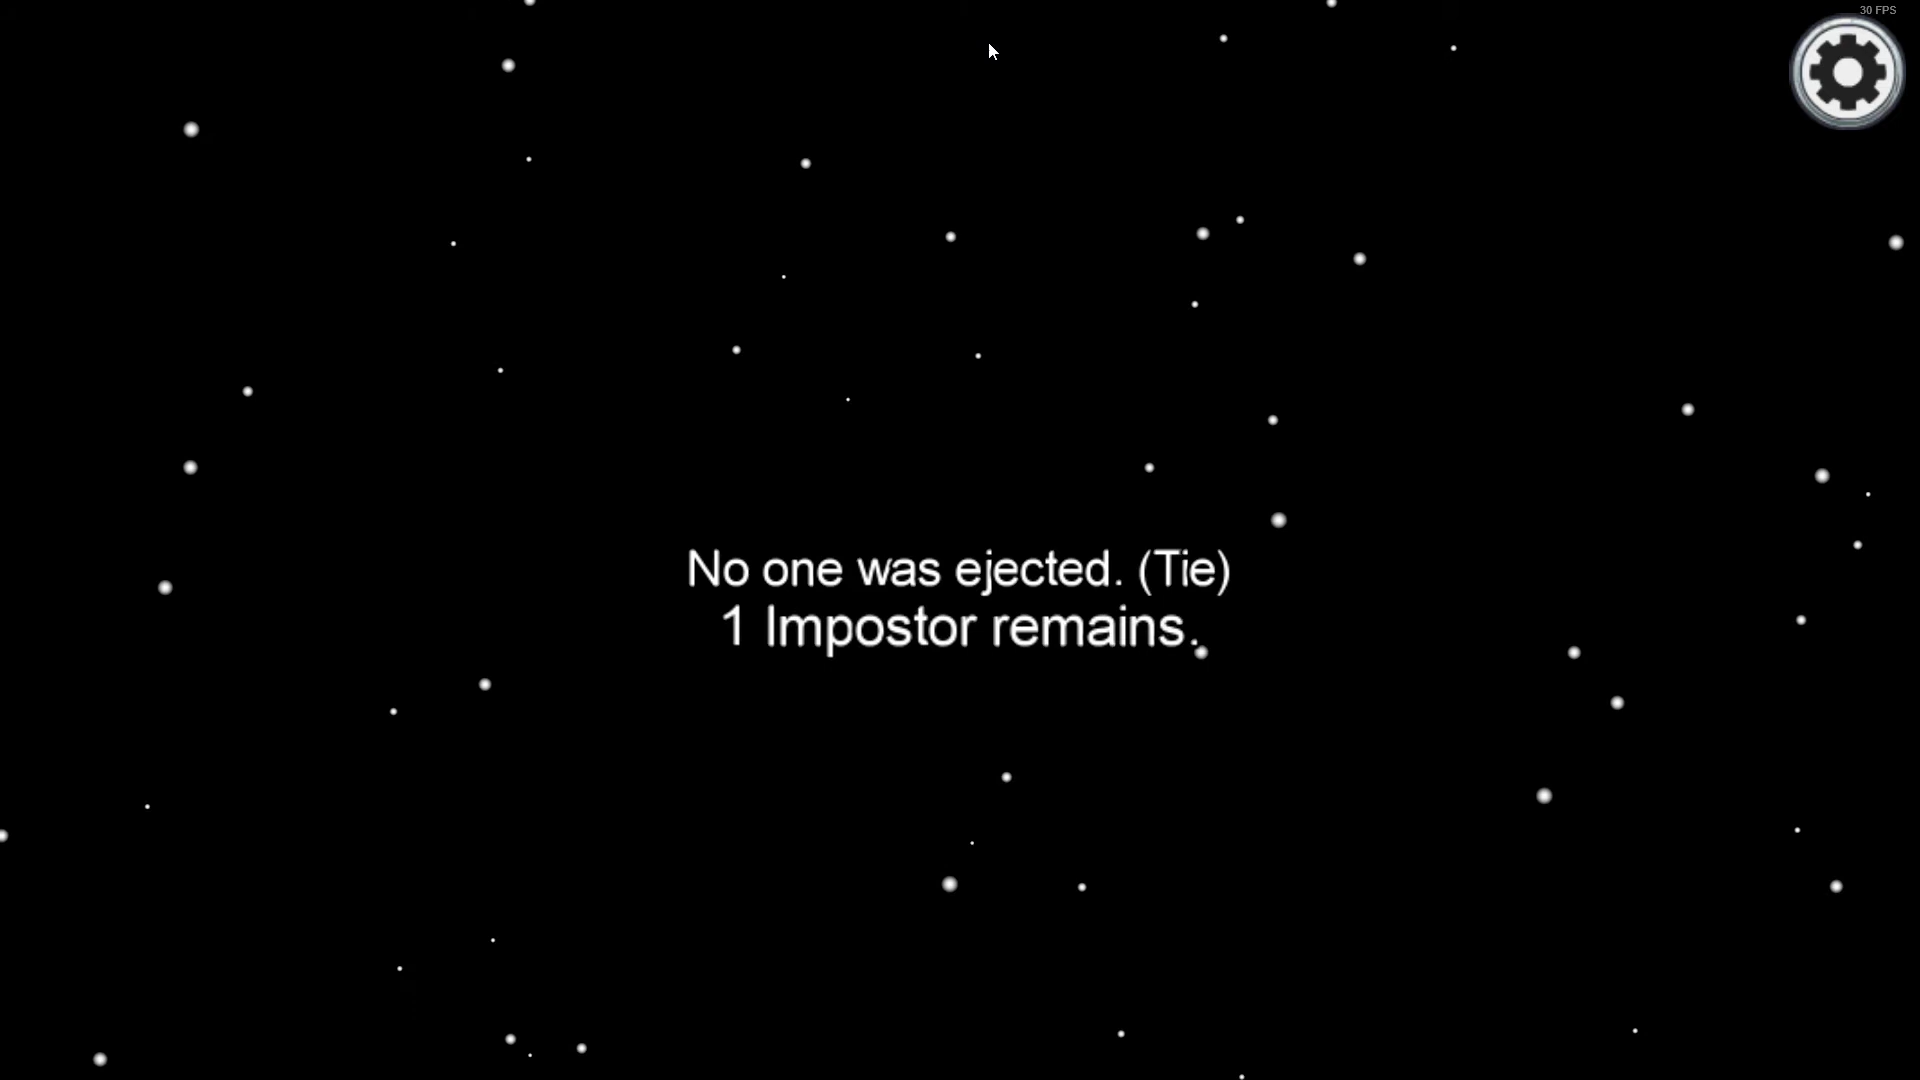 30 FPS
No one was ejected. (Tie)
1 Impostor remains.